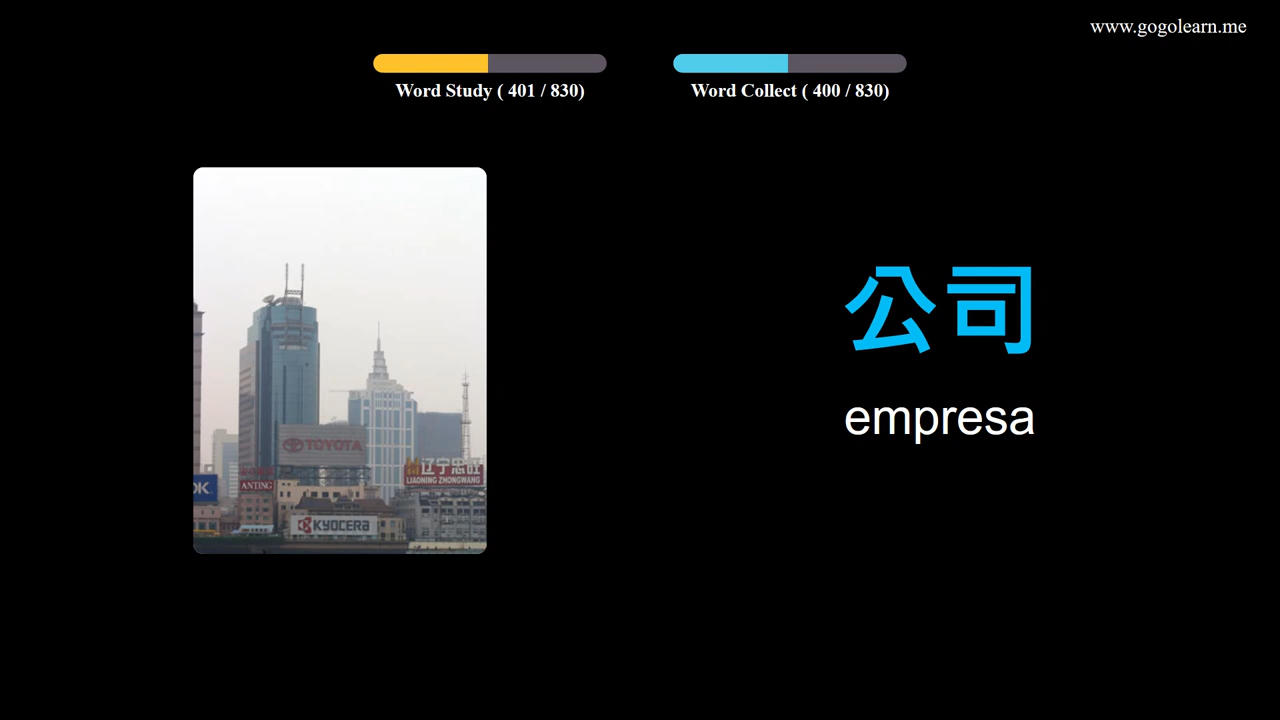 www.gogolearn.me
Word Study ( 401 / 830)
Word Collect ( 400 / 830)
公司
empresa
TOYOTA
辽宁忠旺
LIAONING ZHONGWANG
OK.
ANTING
KYOCERA